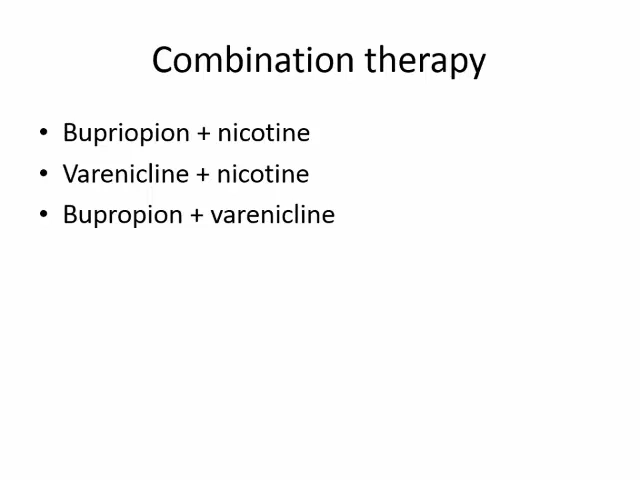 Combination therapy
• Bupriopion + nicotine
• Varenicline + nicotine
• Bupropion + varenicline